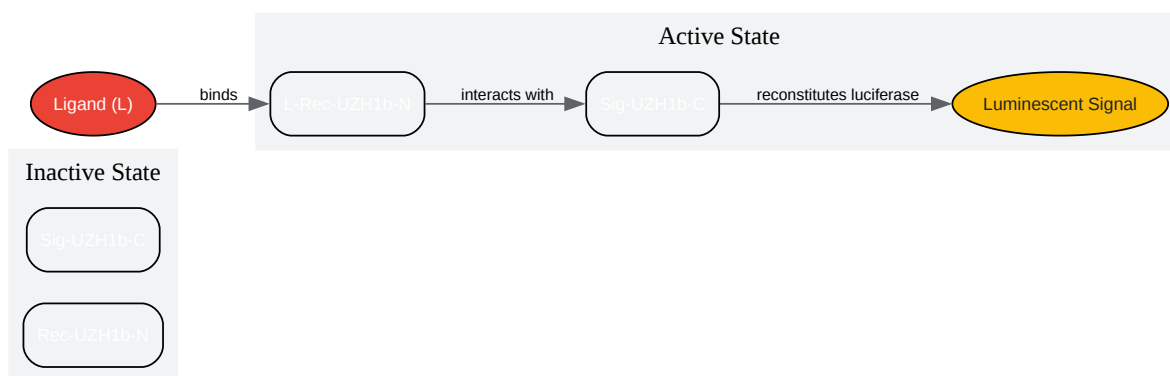 Active State
Ligand (L)
binds
L-Rec-UZH1b-N
interacts with
Sig-UZH1b-C
reconstitutes luciferase
Luminescent Signal
Inactive State
Sig-UZH1b-C
Rec-UZH1b-N